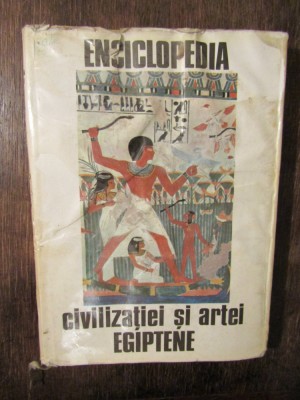 ENCICLOPEDIA
civilizației și artei
EGIPTENE